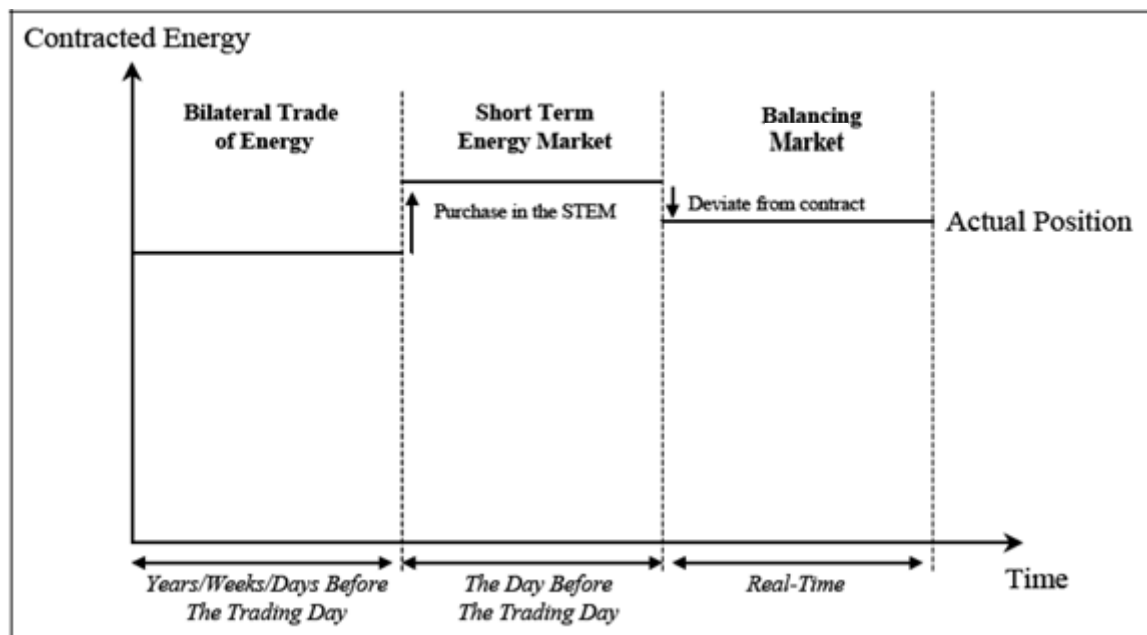 Contracted Energy
Bilateral Trade
of Energy
Short Term
Energy Market
Balancing
Market
Purchase in the STEM
Deviate from contract
Actual Position
Years/Weeks/Days Before
The Trading Day
The Day Before
The Trading Day
Real-Time
Time